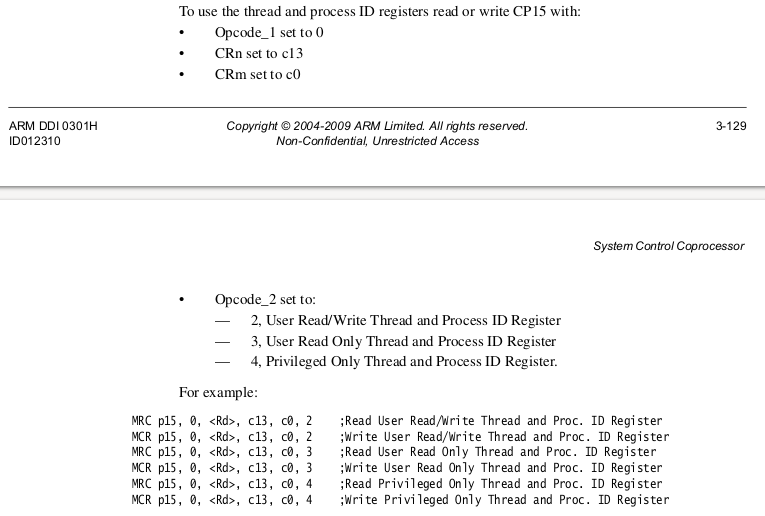 To use the thread and process ID registers read or write CP15 with:
• Opcode_1 set to 0
• CRn set to c13
• CRm set to c0
ARM DDI 0301H Copyright © 2004-2009 ARM Limited. All rights reserved. 3-129
ID012310 Non-Confidential, Unrestricted Access
System Control Coprocessor
• Opcode_2 set to:
— 2, User Read/Write Thread and Process ID Register
— 3, User Read Only Thread and Process ID Register
— 4, Privileged Only Thread and Process ID Register.
For example:
MRC p15, 0, <Rd>, c13, c0, 2 ;Read User Read/Write Thread and Proc. ID Register
MCR p15, 0, <Rd>, c13, c0, 2 ;Write User Read/Write Thread and Proc. ID Register
MRC p15, 0, <Rd>, c13, c0, 3 ;Read User Read Only Thread and Proc. ID Register
MCR p15, 0, <Rd>, c13, c0, 3 ;Write User Read Only Thread and Proc. ID Register
MRC p15, 0, <Rd>, c13, c0, 4 ;Read Privileged Only Thread and Proc. ID Register
MCR p15, 0, <Rd>, c13, c0, 4 ;Write Privileged Only Thread and Proc. ID Register